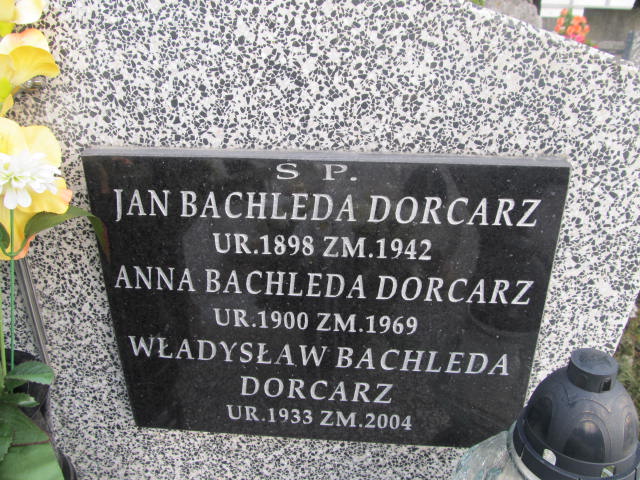 S P.
JAN BACHLEDA DORCARZ
UR.1898 ZM.1942
ANNA BACHLEDA DORCARZ
UR.1900 ZM.1969
WŁADYSŁAW BACHLEDA
DORCARZ
UR.1933 ZM.2004